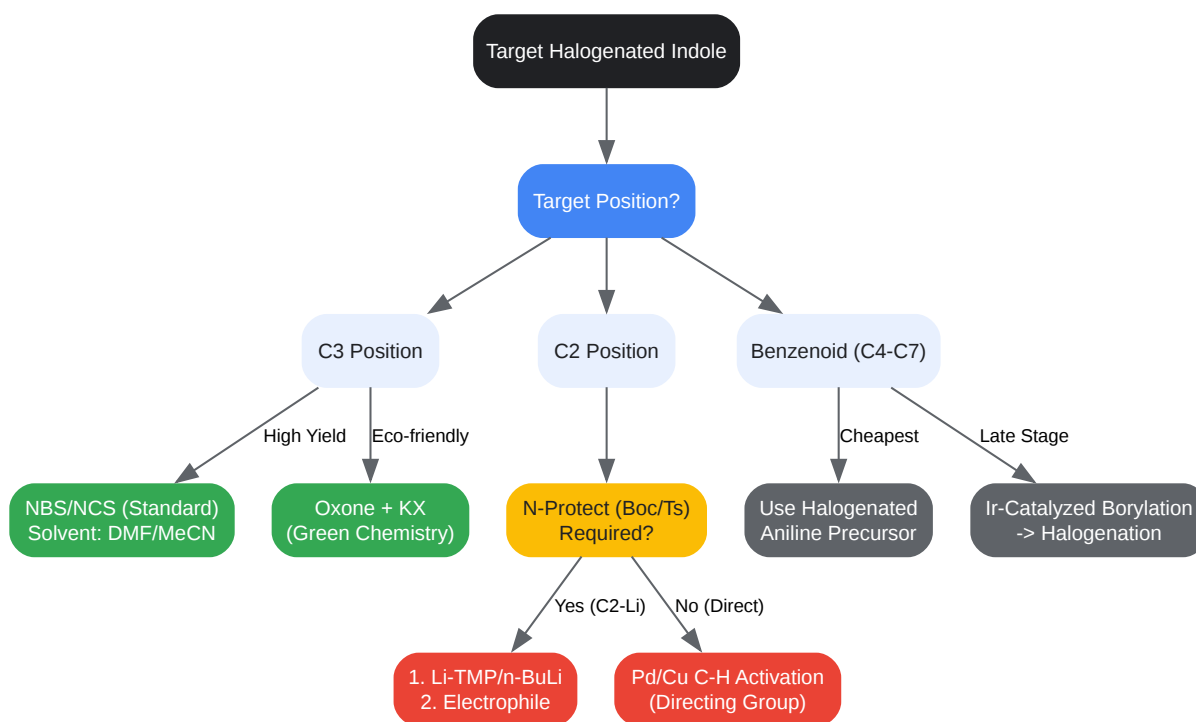 Target Halogenated Indole
Target Position?
C3 Position
C2 Position
Benzenoid (C4-C7)
High Yield
Eco-friendly
Cheapest
Late Stage
NBS/NCS (Standard)
Solvent: DMF/MeCN
Oxone + KX
(Green Chemistry)
N-Protect (Boc/Ts)
Required?
Use Halogenated
Aniline Precursor
Ir-Catalyzed Borylation
-> Halogenation
Yes (C2-Li)
No (Direct)
1. Li-TMP/n-BuLi
2. Electrophile
Pd/Cu C-H Activation
(Directing Group)